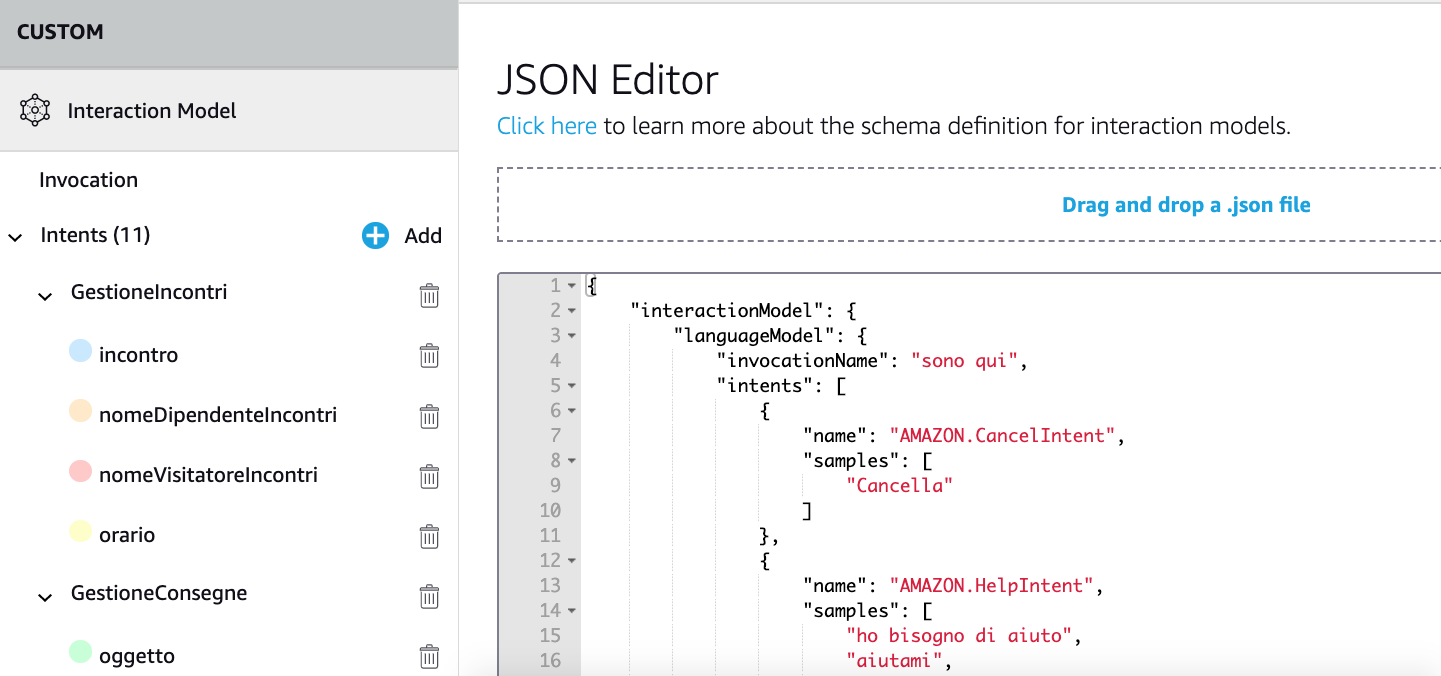 CUSTOM
Interaction Model
Invocation
Intents (11)
Add
GestioneIncontri
incontro
nomeDipendenteIncontri
nomeVisitatoreIncontri
orario
GestioneConsegne
oggetto
JSON Editor
Click here to learn more about the schema definition for interaction models.
Drag and drop a .json file
1 {
2 "interactionModel": {
3 "languageModel": {
4 "invocationName": "sono qui",
5 "intents": [
6 {
7 "name": "AMAZON.CancelIntent",
8 "samples": [
9 "Cancella"
10 ]
11 },
12 {
13 "name": "AMAZON.HelpIntent",
14 "samples": [
15 "ho bisogno di aiuto",
16 "aiutami",